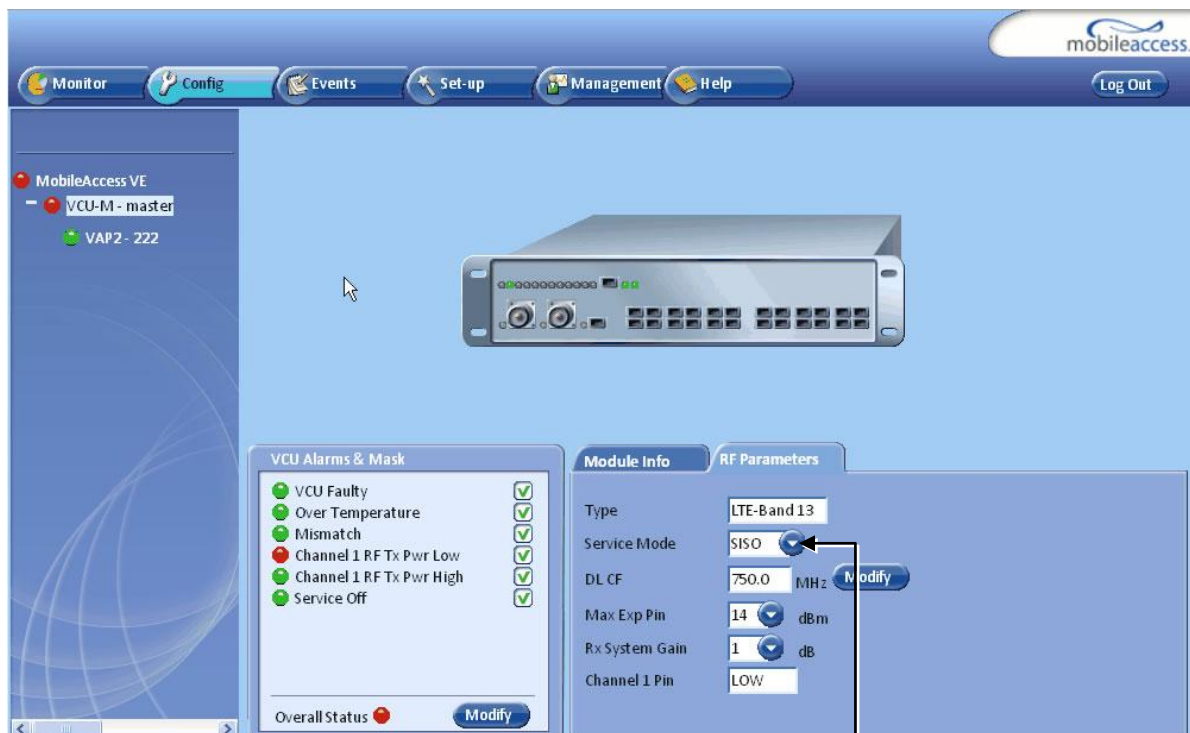 mobileaccess.
Monitor
Config
Events
Set-up
Management
Help
Log Out
MobileAccess VE
VCU-M - master
VAP2 - 222
VCU Alarms & Mask
VCU Faulty
Over Temperature
Mismatch
Channel 1 RF Tx Pwr Low
Channel 1 RF Tx Pwr High
Service Off
Overall Status
Modify
Module Info
RF Parameters
Type LTE-Band 13
Service Mode SISO
DL CF 750.0 MHz Modify
Max Exp Pin 14 dBm
Rx System Gain 1 dB
Channel 1 Pin LOW